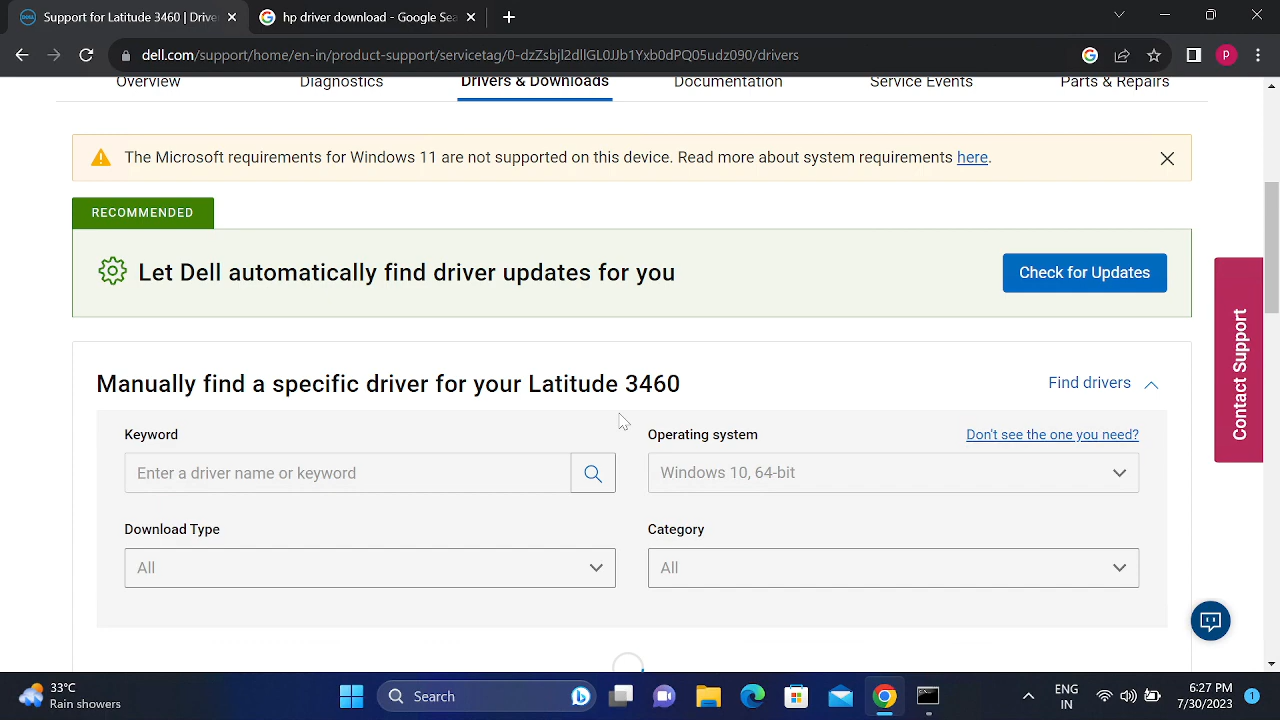 Support for Latitude 3460 | Drive
hp driver download - Google Sea
dell.com/support/home/en-in/product-support/servicetag/0-dzZsbjl2dllGL0JJb1Yxb0dPQ05udz090/drivers
P
Overview
Diagnostics
Drivers & Downloads
Documentation
Service Events
Parts & Repairs
The Microsoft requirements for Windows 11 are not supported on this device. Read more about system requirements here.
RECOMMENDED
Let Dell automatically find driver updates for you
Check for Updates
Contact Support
Manually find a specific driver for your Latitude 3460
Find drivers
Keyword
Operating system
Don't see the one you need?
Enter a driver name or keyword
Windows 10, 64-bit
Download Type
Category
All
All
33°C
Rain showers
Search
ENG
IN
6:27 PM
7/30/2023
1